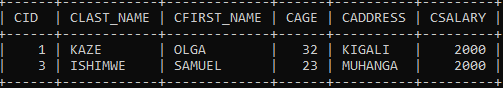 +-----+------------+-------------+------+----------+---------+
| CID | CLAST_NAME | CFIRST_NAME | CAGE | CADDRESS | CSALARY |
+-----+------------+-------------+------+----------+---------+
| 1 | KAZE | OLGA | 32 | KIGALI | 2000 |
| 3 | ISHIMWE | SAMUEL | 23 | MUHANGA | 2000 |
+-----+------------+-------------+------+----------+---------+